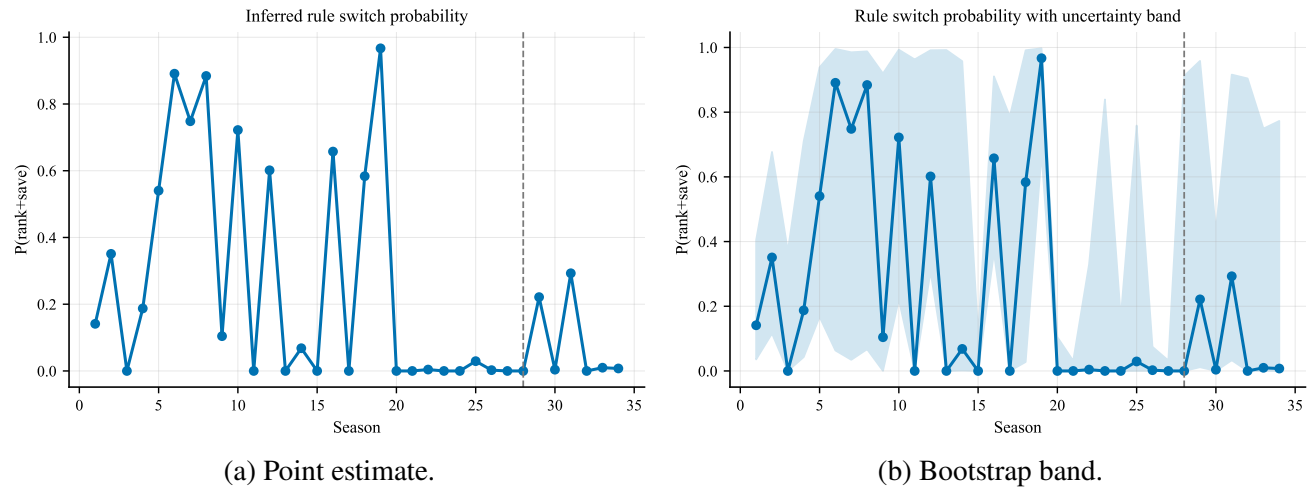 Inferred rule switch probability
P(rank+save)
1.0
0.8
0.6
0.4
0.2
0.0
0 5 10 15 20 25 30 35
Season
(a) Point estimate.
Rule switch probability with uncertainty band
P(rank+save)
1.0
0.8
0.6
0.4
0.2
0.0
0 5 10 15 20 25 30 35
Season
(b) Bootstrap band.